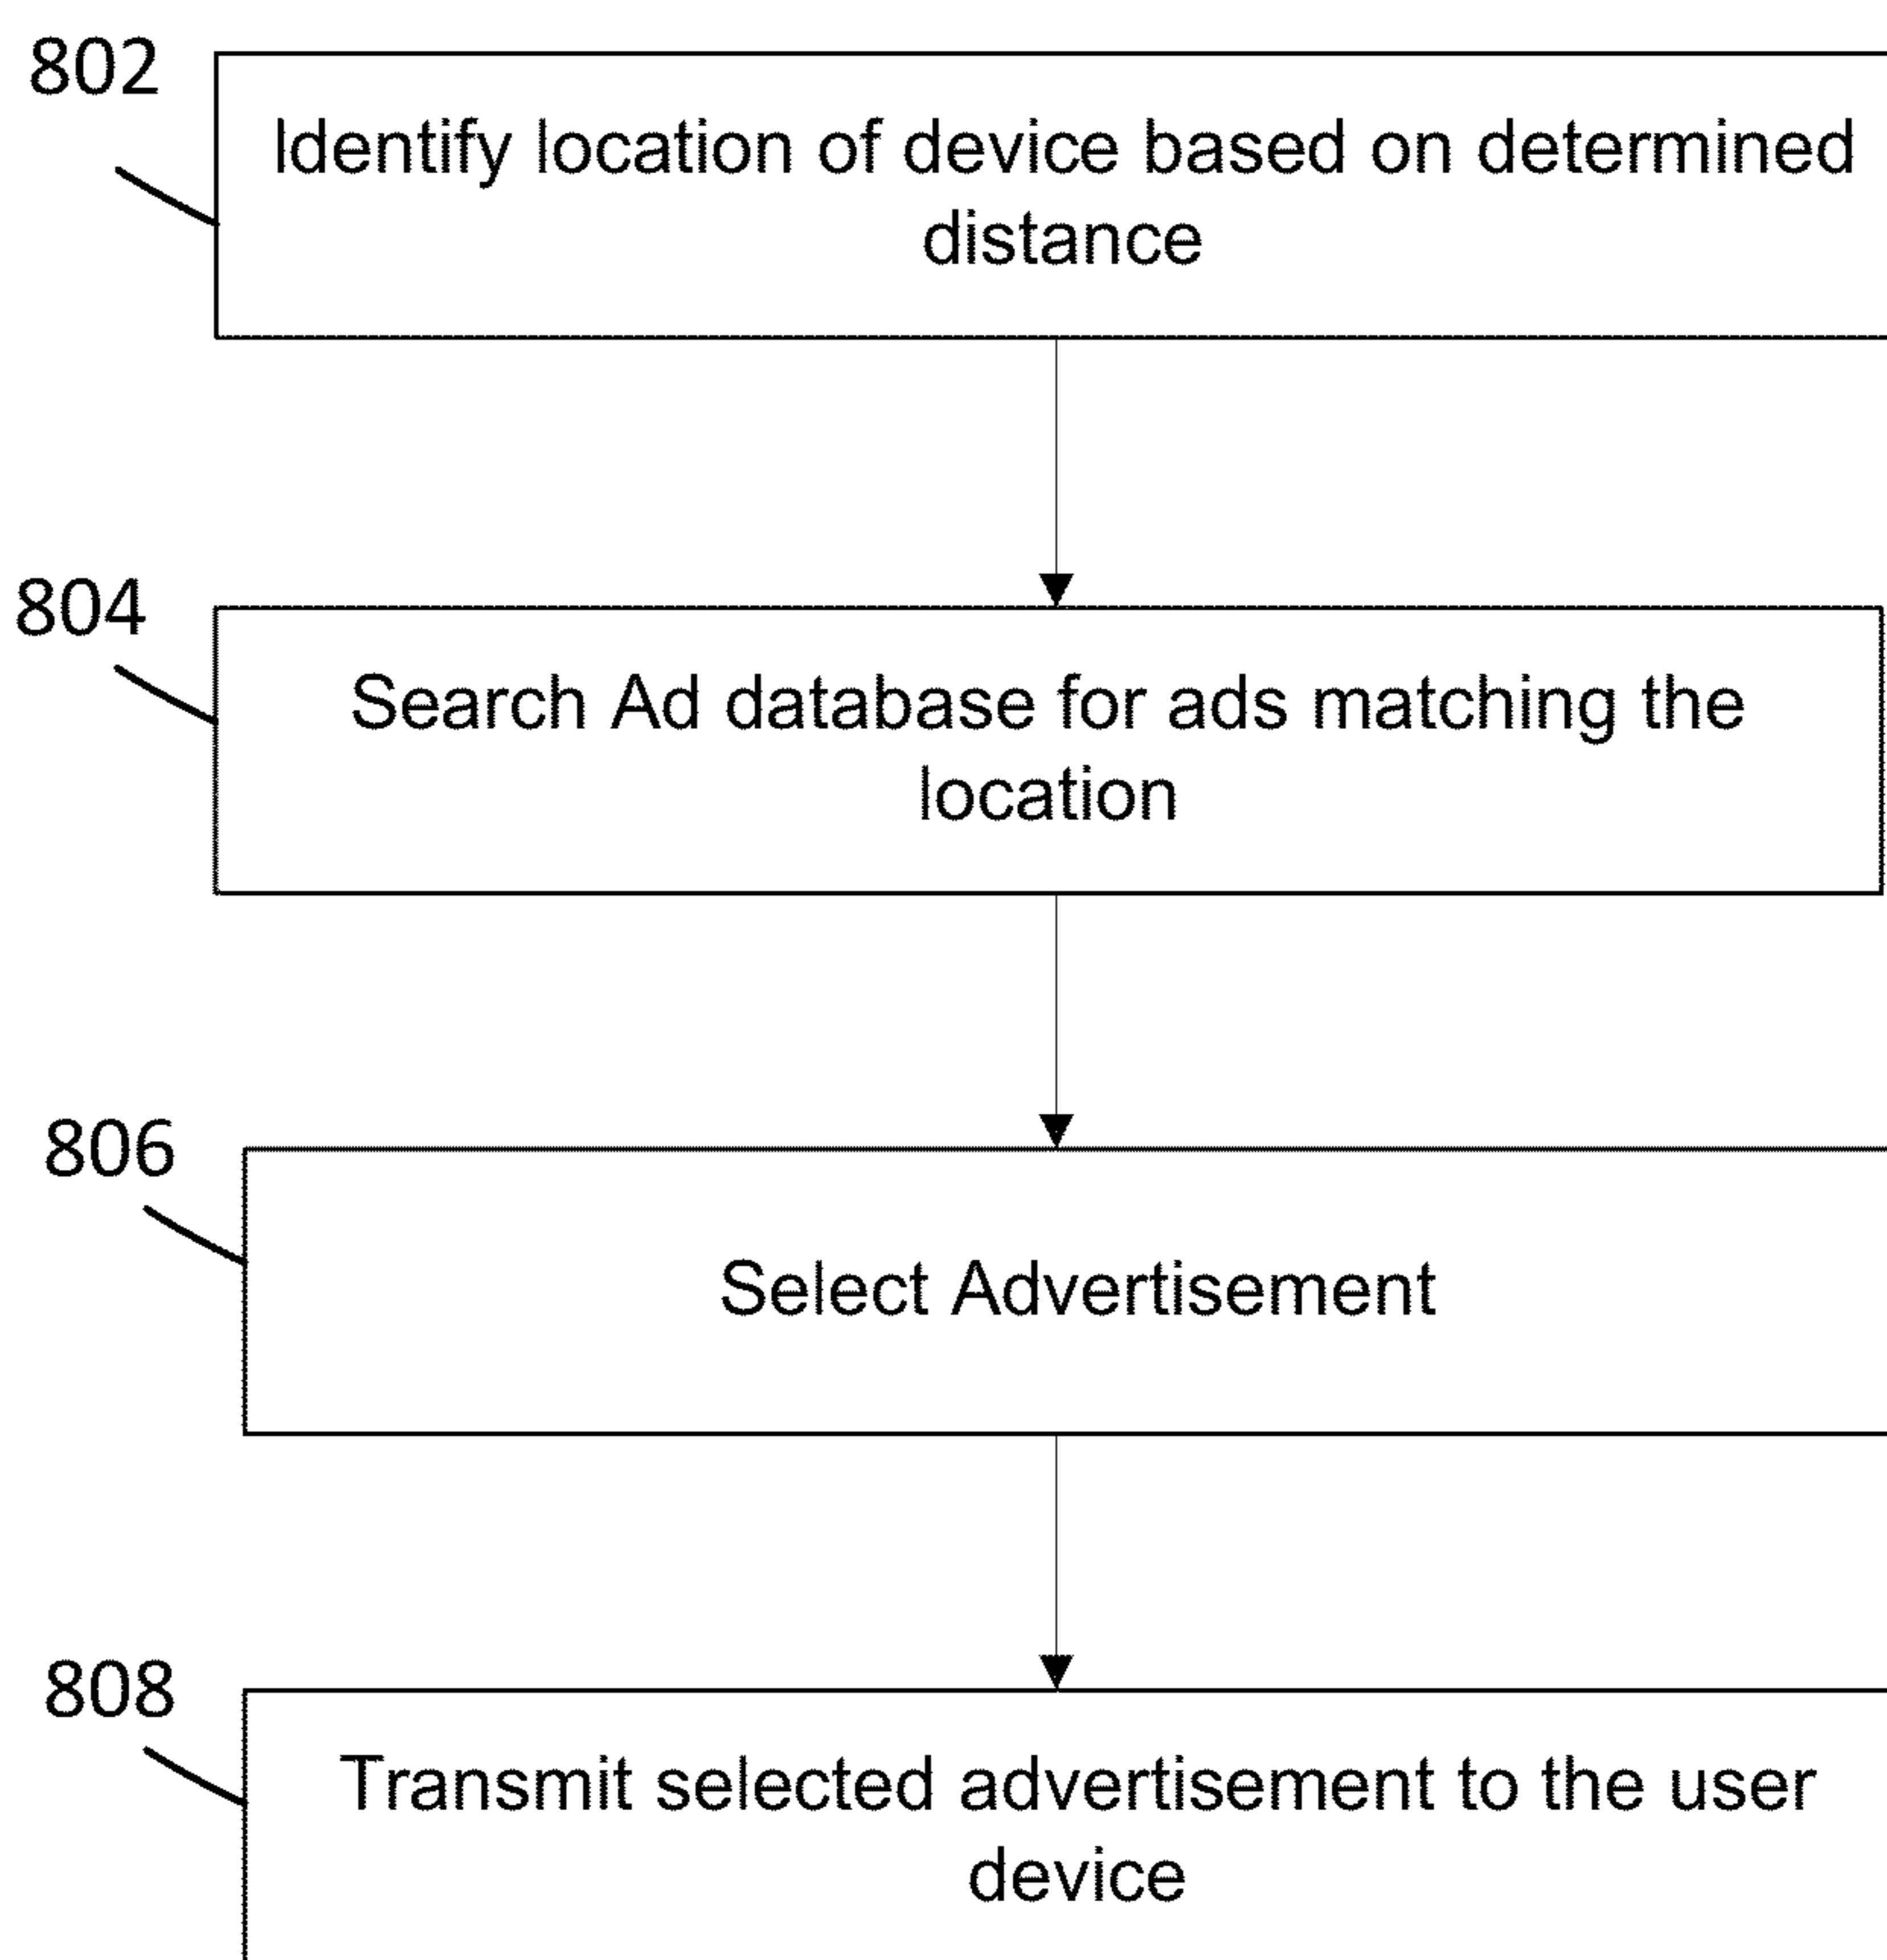 802
Identify location of device based on determined
distance
804
Search Ad database for ads matching the
location
806
Select Advertisement
808
Transmit selected advertisement to the user
device